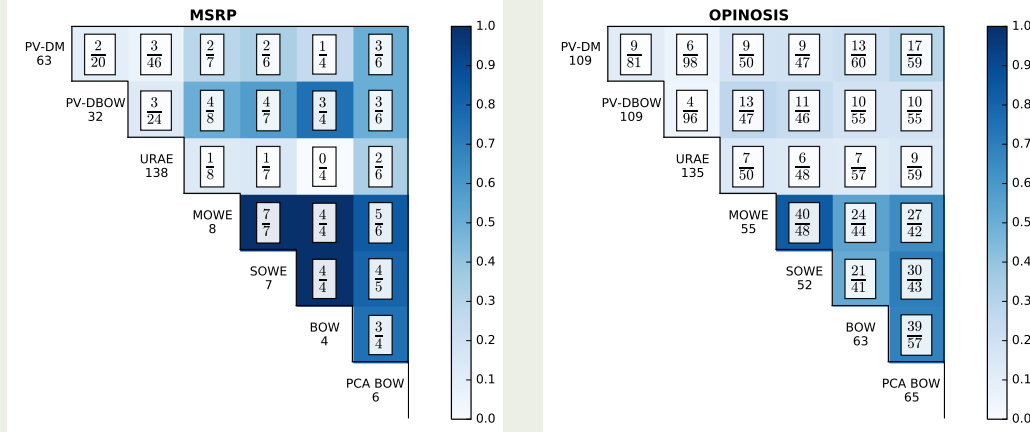 MSRP
PV-DM
63
2/20 3/46 2/7 2/6 1/4 3/6
PV-DBOW
32
3/24 4/8 4/7 3/4 3/6
URAE
138
1/8 1/7 0/4 2/6
MOWE
8
7/7 4/4 5/6
SOWE
7
4/4 4/5
BOW
4
3/4
PCA BOW
6
1.0
0.9
0.8
0.7
0.6
0.5
0.4
0.3
0.2
0.1
0.0
OPINOSIS
PV-DM
109
9/81 6/98 9/50 9/47 13/60 17/59
PV-DBOW
109
4/96 13/47 11/46 10/55 10/55
URAE
135
7/50 6/48 7/57 9/59
MOWE
55
40/48 24/44 27/42
SOWE
52
21/41 30/43
BOW
63
39/57
PCA BOW
65
1.0
0.9
0.8
0.7
0.6
0.5
0.4
0.3
0.2
0.1
0.0